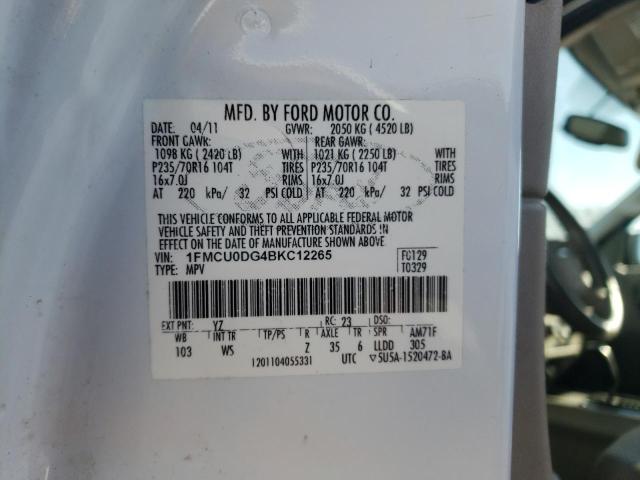 MFD. BY FORD MOTOR CO.
DATE: 04/11 GVWR: 2050 KG ( 4520 LB)
FRONT GAWR: REAR GAWR:
1098 KG ( 2420 LB) WITH 1021 KG ( 2250 LB) WITH
P235/70R16 104T TIRES P235/70R16 104T TIRES
16x7.0J RIMS 16x7.0J RIMS
AT 220 kPa/ 32 PSI COLD AT 220 kPa/ 32 PSI COLD
THIS VEHICLE CONFORMS TO ALL APPLICABLE FEDERAL MOTOR
VEHICLE SAFETY AND THEFT PREVENTION STANDARDS IN
EFFECT ON THE DATE OF MANUFACTURE SHOWN ABOVE.
VIN: 1FMCU0DG4BKC12265 F0129
TYPE: MPV T0329
EXT PNT: YZ RC: 23 DSO:
WB INT TR TP/PS R AXLE TR SPR AM71F
103 WS Z 35 6 LLDD 305
1201104055331 UTC 5U5A-1520472-BA